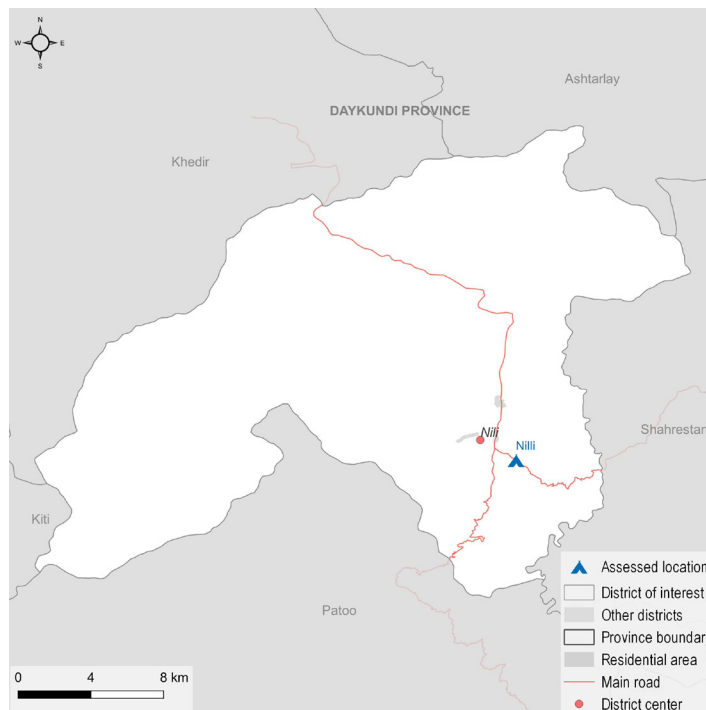 N
W E
S
Ashtarlay
DAYKUNDI PROVINCE
Khedir
Shahrestan
Nili
Nilli
Kiti
Patoo
Assessed location
District of interest
Other districts
Province boundar
Residential area
Main road
District center
0 4 8 km